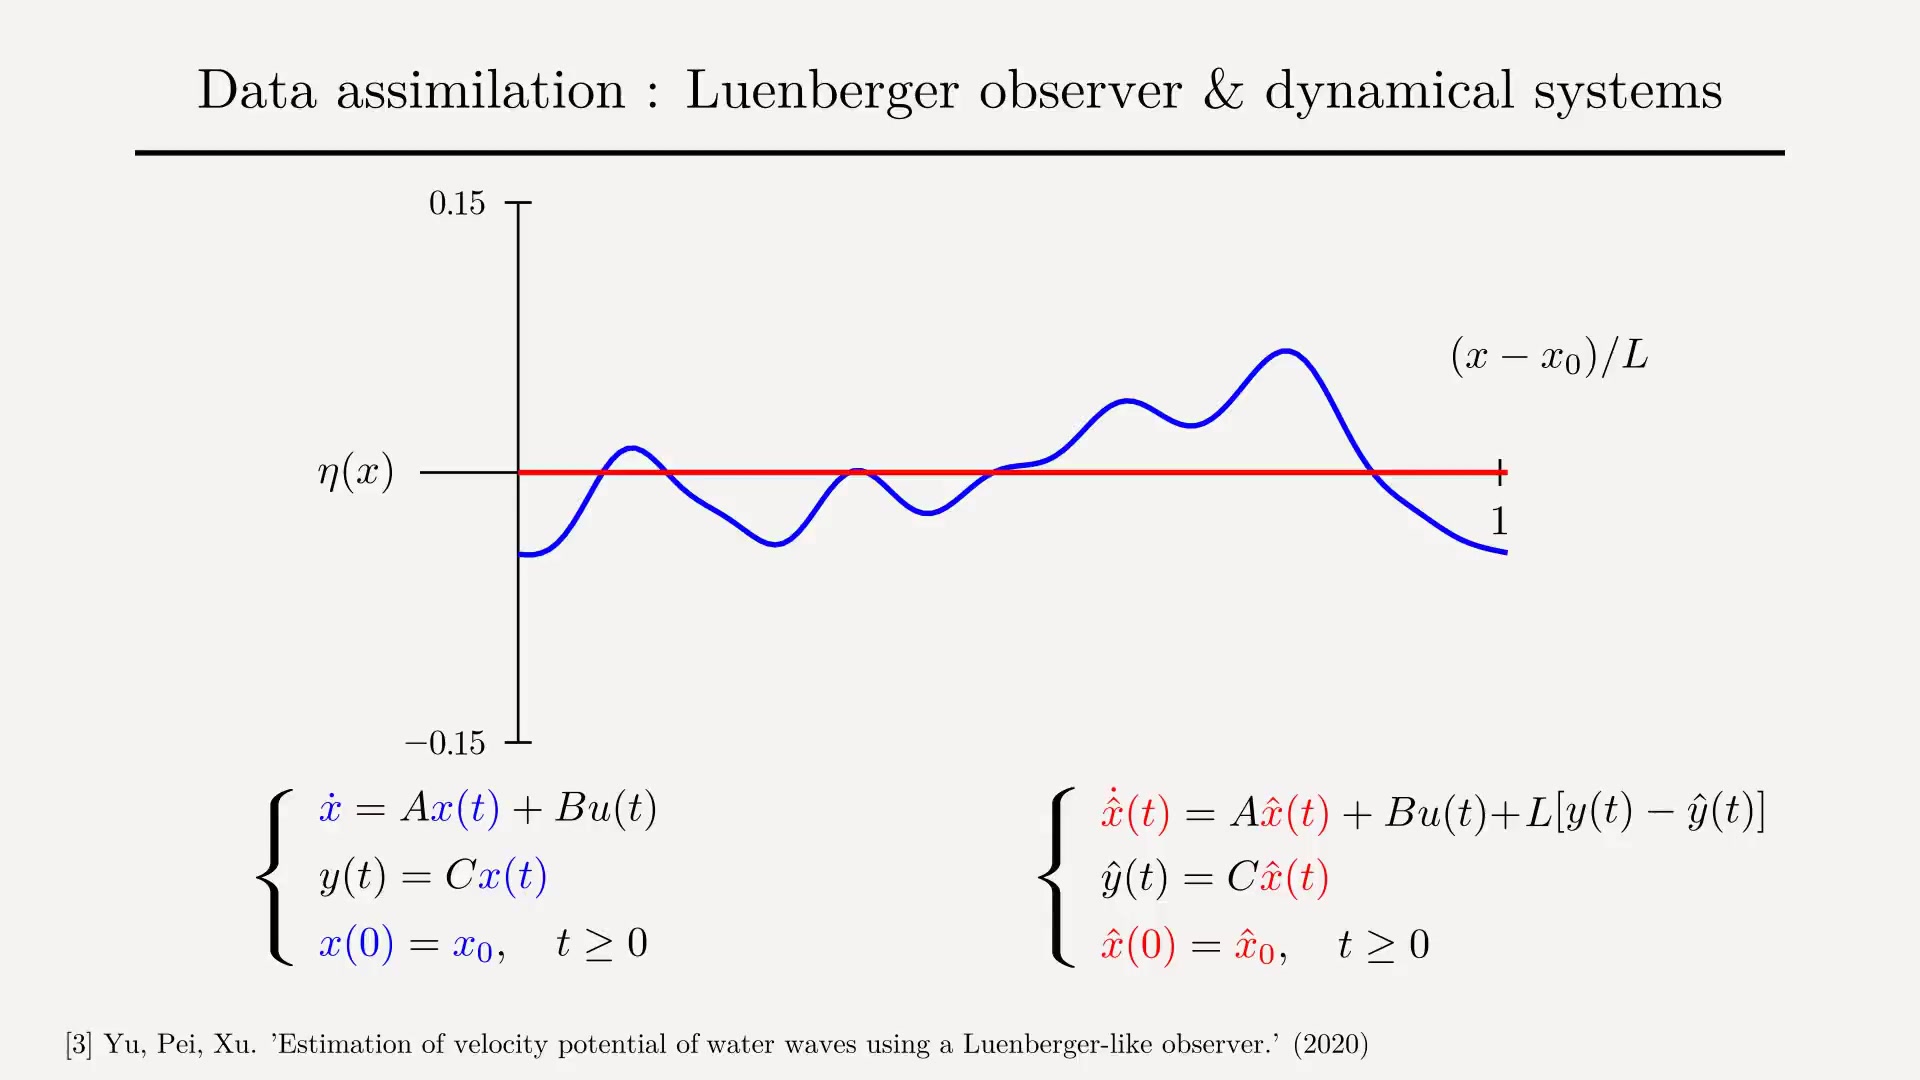 Data assimilation : Luenberger observer & dynamical systems
0.15
(x − x₀)/L
η(x)
1
−0.15
ẋ = Ax(t) + Bu(t)
y(t) = Cx(t)
x(0) = x₀, t ≥ 0
x̂̇(t) = Ax̂(t) + Bu(t)+L[y(t) − ŷ(t)]
ŷ(t) = Cx̂(t)
x̂(0) = x̂₀, t ≥ 0
[3] Yu, Pei, Xu. ’Estimation of velocity potential of water waves using a Luenberger-like observer.’ (2020)